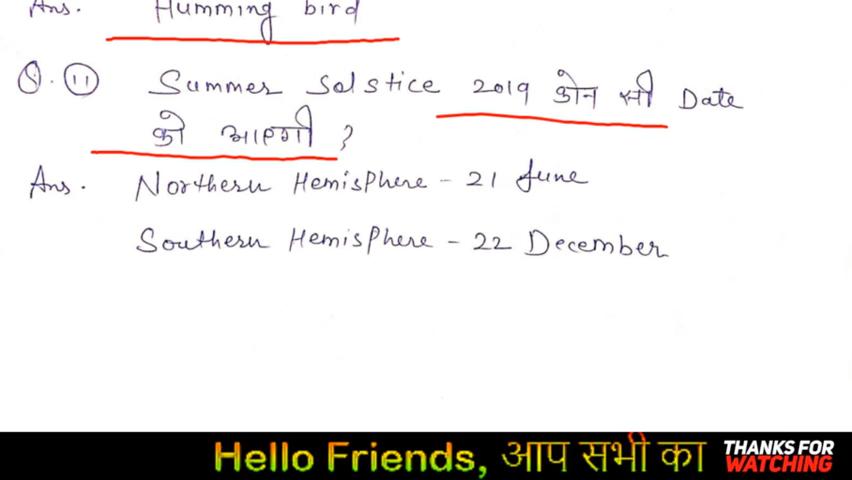 Ans. Humming bird
Q. 11 Summer Solstice 2019 कोन सी Date
को आएगी ?
Ans. Northern Hemisphere - 21 June
Southern Hemisphere - 22 December
Hello Friends, आप सभी का
THANKS FOR
WATCHING